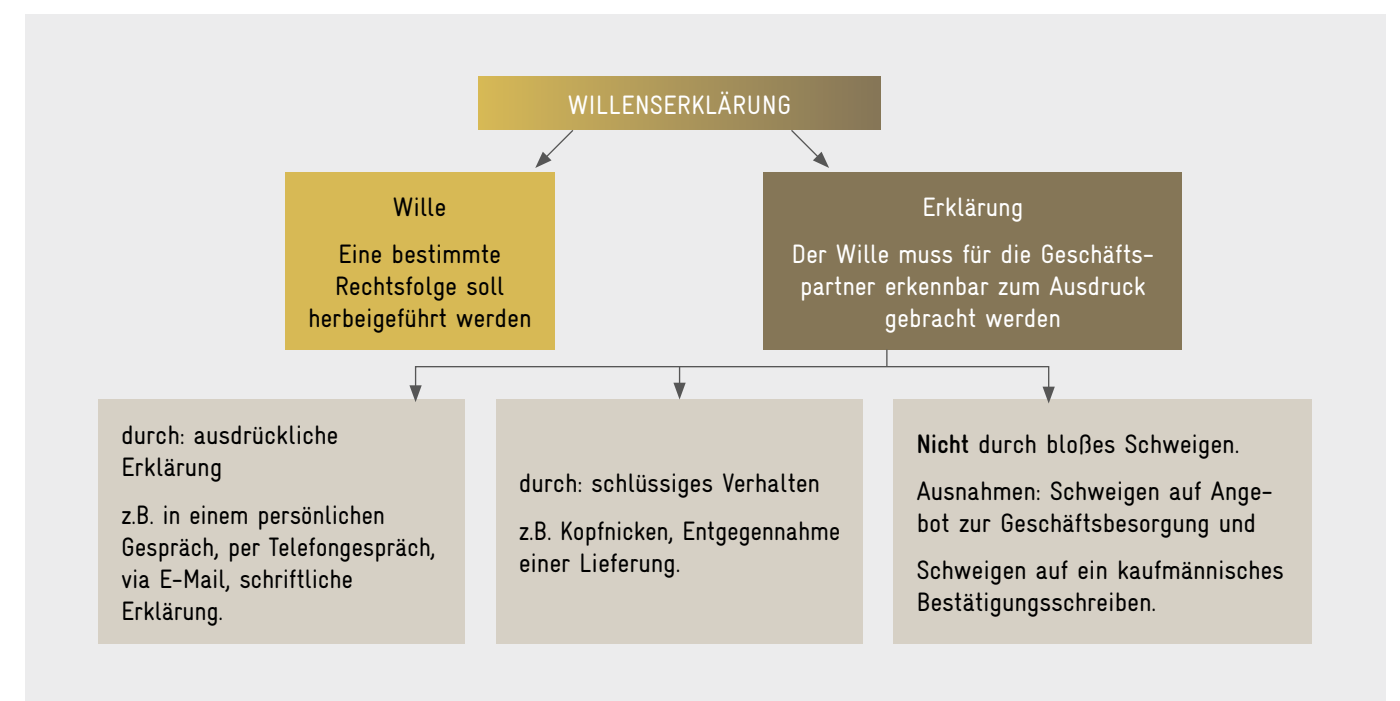 WILLENSERKLÄRUNG
Wille
Eine bestimmte
Rechtsfolge soll
herbeigeführt werden
Erklärung
Der Wille muss für die Geschäfts-
partner erkennbar zum Ausdruck
gebracht werden
durch: ausdrückliche
Erklärung
z.B. in einem persönlichen
Gespräch, per Telefongespräch,
via E-Mail, schriftliche
Erklärung.
durch: schlüssiges Verhalten
z.B. Kopfnicken, Entgegennahme
einer Lieferung.
Nicht durch bloßes Schweigen.
Ausnahmen: Schweigen auf Ange-
bot zur Geschäftsbesorgung und
Schweigen auf ein kaufmännisches
Bestätigungsschreiben.